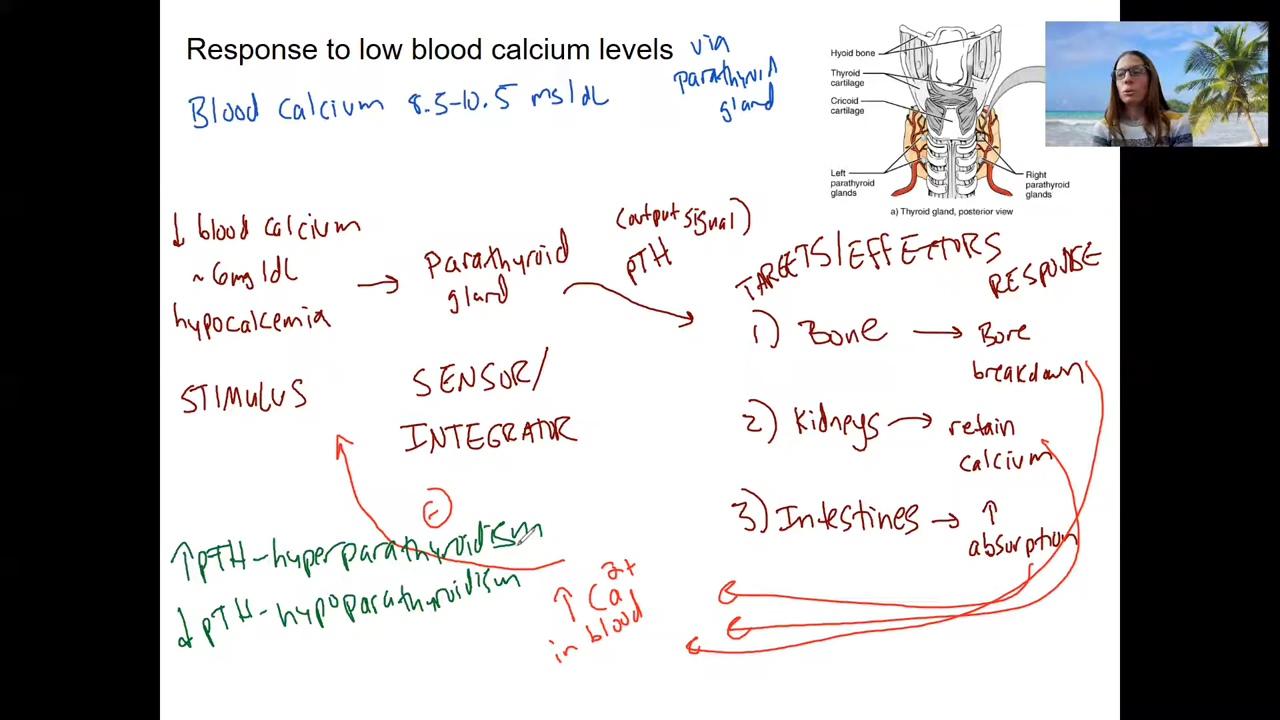 Response to low blood calcium levels
via
parathyroid
gland
Blood Calcium 8.5-10.5 mg/dL
Hyoid bone
Thyroid
cartilage
Cricoid
cartilage
Left
parathyroid
glands
Right
parathyroid
glands
a) Thyroid gland, posterior view
↓ blood calcium
~6mg/dL
hypocalcemia
STIMULUS
→
Parathyroid
gland
SENSOR/
INTEGRATOR
(output signal)
pTH
TARGETS/EFFECTORS
RESPONSE
1) Bone → Bone
breakdown
2) Kidneys → retain
calcium
3) Intestines → ↑
absorption
↑ Ca2+
in blood
(-)
↑pTH-hyperparathyroidism
↓pTH-hypoparathyroidism